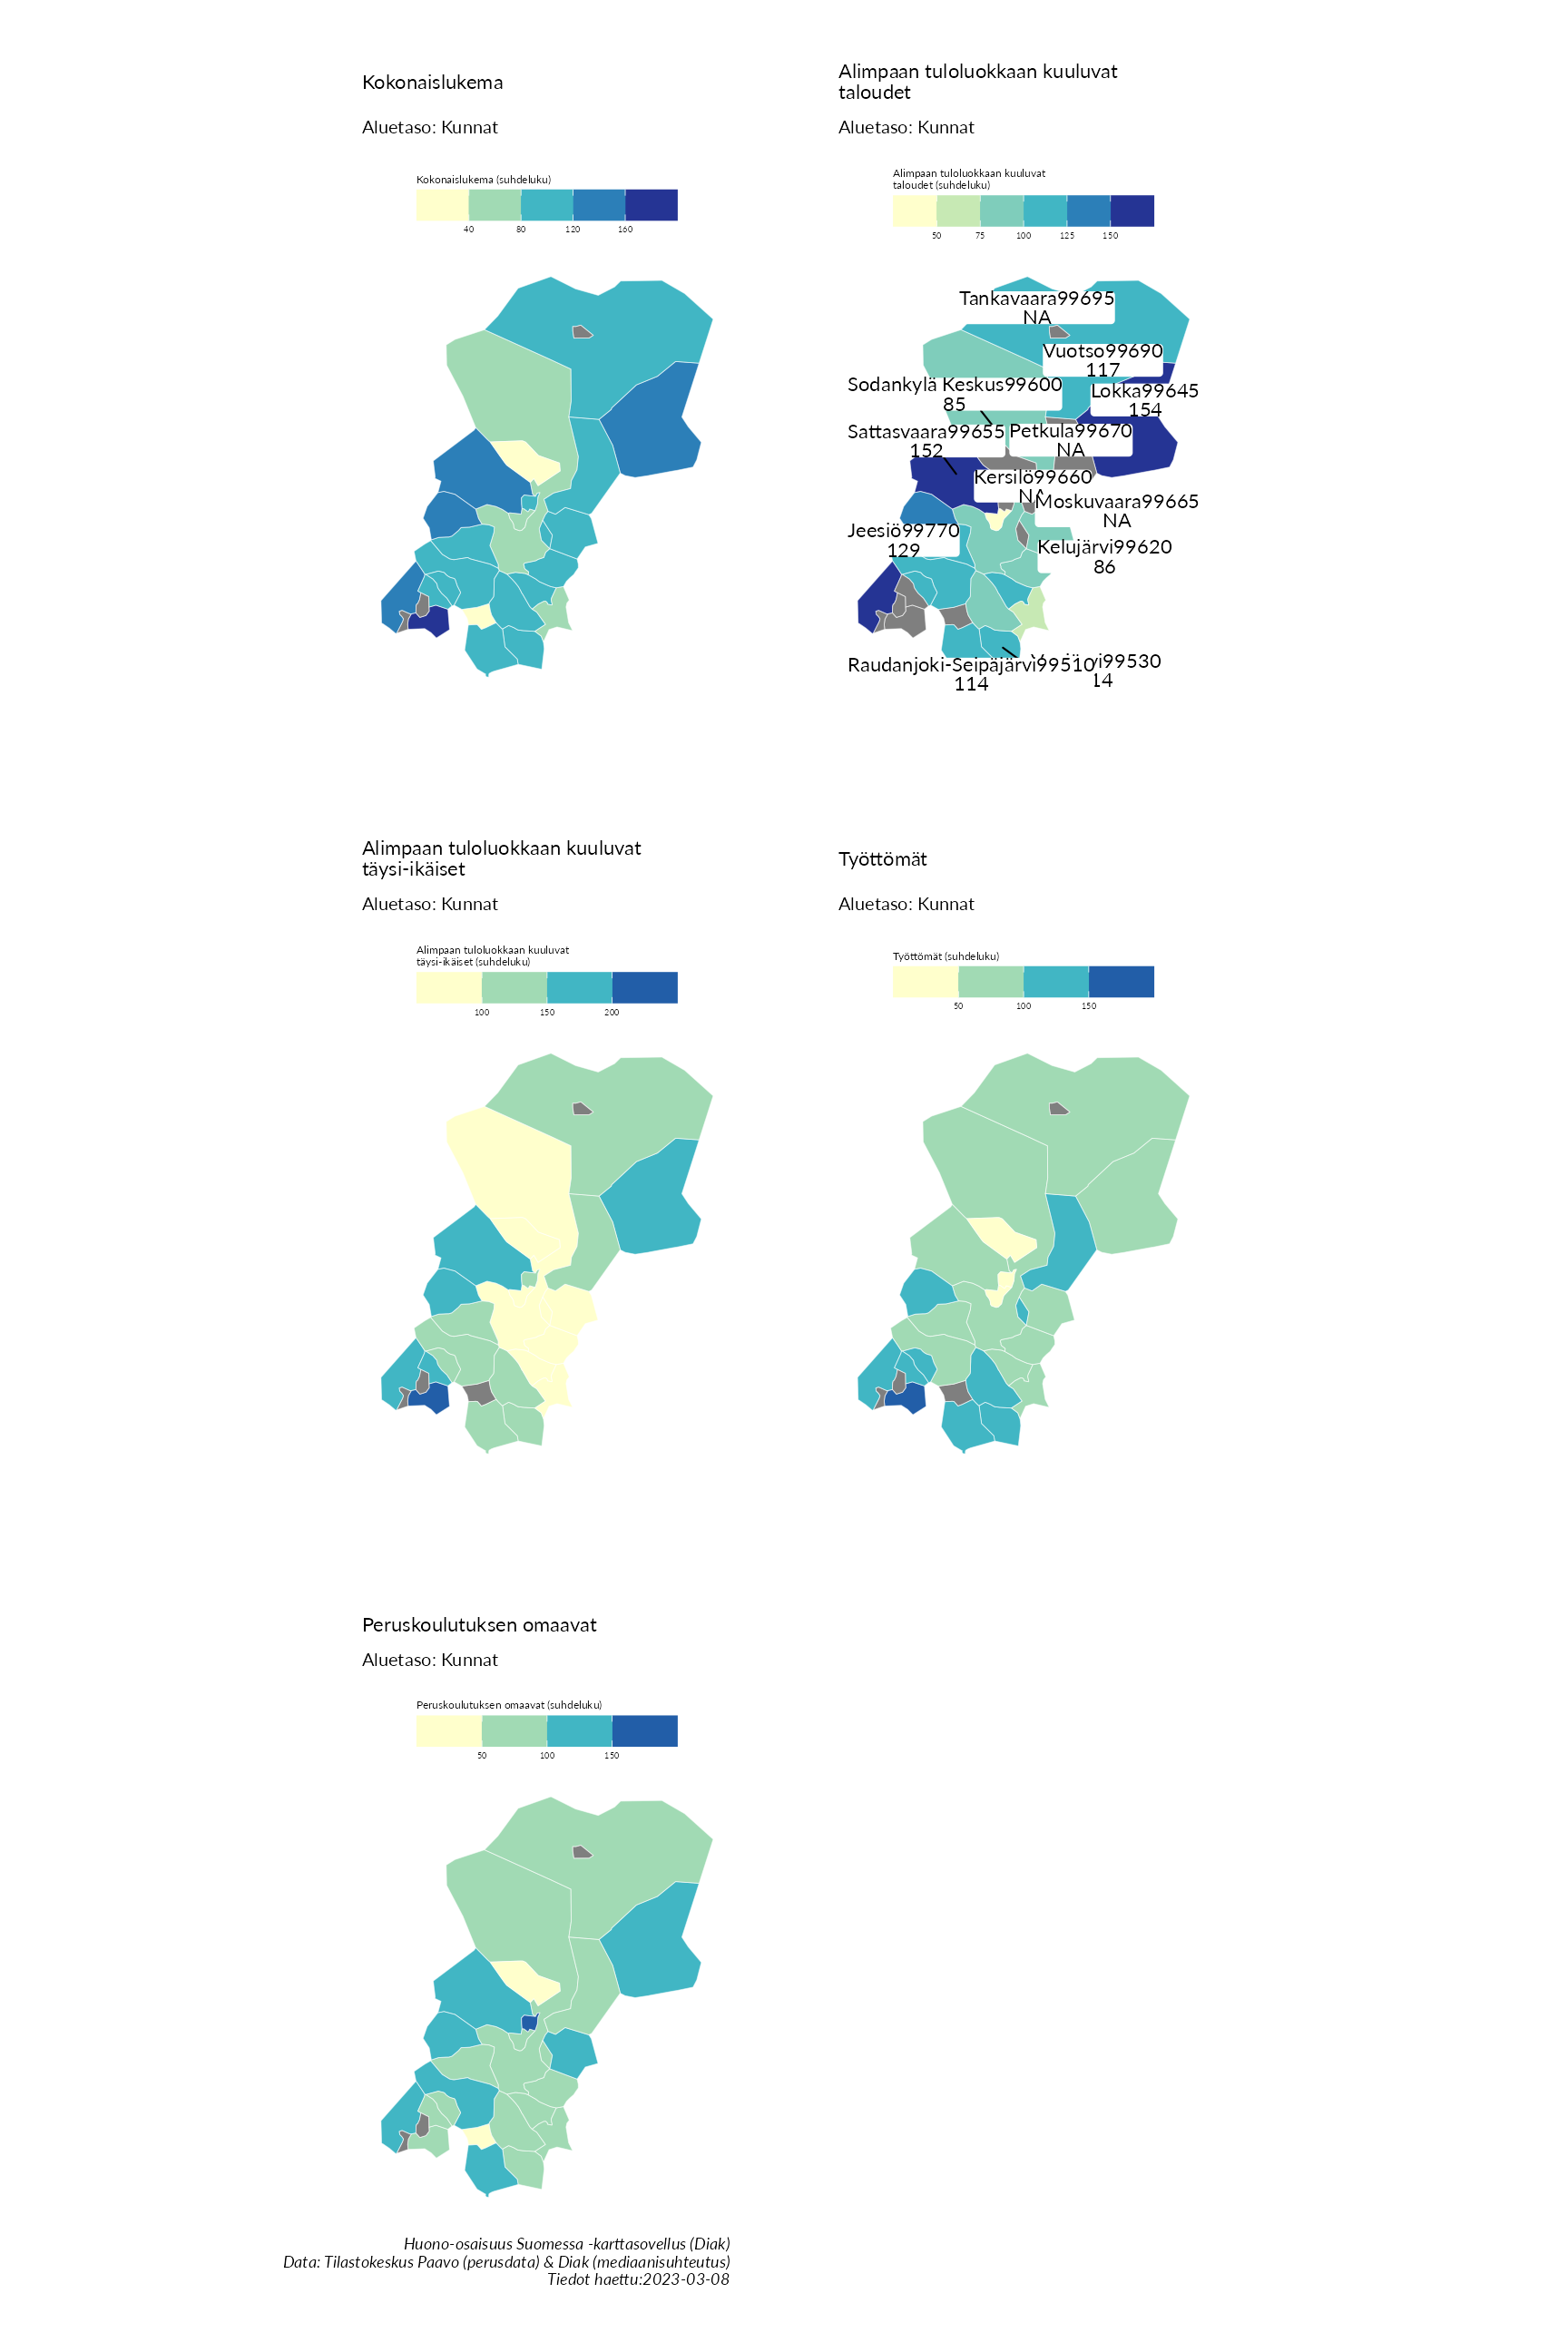 Kokonaislukema
Aluetaso: Kunnat
Kokonaislukema (suhdeluku)
40 80 120 160
Alimpaan tuloluokkaan kuuluvat
taloudet
Aluetaso: Kunnat
Alimpaan tuloluokkaan kuuluvat
taloudet (suhdeluku)
50 75 100 125 150
Tankavaara99695
NA
Vuotso99690
117
Sodankylä Keskus99600
85
Lokka99645
154
Sattasvaara99655
152
Petkula99670
NA
Kersilö99660
NA
Moskuvaara99665
NA
Jeesiö99770
129
Kelujärvi99620
86
Raudanjoki-Seipäjärvi99510
114
99530
14
Alimpaan tuloluokkaan kuuluvat
täysi-ikäiset
Aluetaso: Kunnat
Alimpaan tuloluokkaan kuuluvat
täysi-ikäiset (suhdeluku)
100 150 200
Työttömät
Aluetaso: Kunnat
Työttömät (suhdeluku)
50 100 150
Peruskoulutuksen omaavat
Aluetaso: Kunnat
Peruskoulutuksen omaavat (suhdeluku)
50 100 150
Huono-osaisuus Suomessa -karttasovellus (Diak)
Data: Tilastokeskus Paavo (perusdata) & Diak (mediaanisuhteutus)
Tiedot haettu:2023-03-08